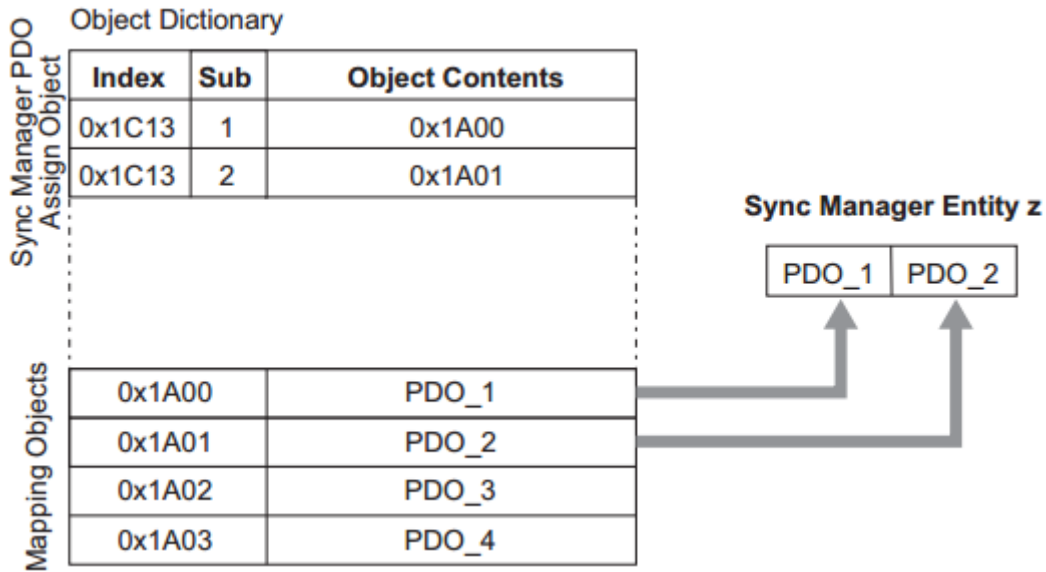 Object Dictionary
Sync Manager PDO
Assign Object
Index Sub Object Contents
0x1C13 1 0x1A00
0x1C13 2 0x1A01
Sync Manager Entity z
PDO_1 PDO_2
Mapping Objects
0x1A00 PDO_1
0x1A01 PDO_2
0x1A02 PDO_3
0x1A03 PDO_4